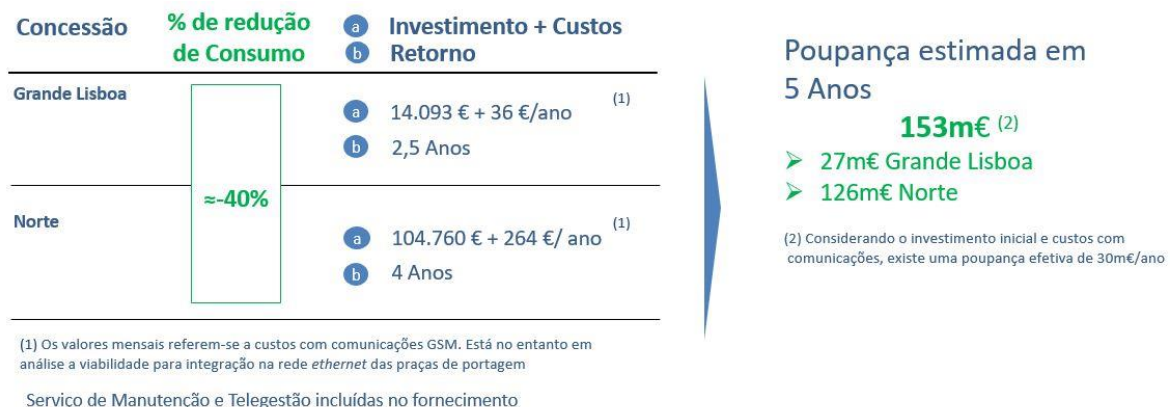 Concessão
% de redução
de Consumo
a Investimento + Custos
b Retorno
Grande Lisboa
a 14.093 € + 36 €/ano (1)
b 2,5 Anos
≈-40%
Norte
a 104.760 € + 264 €/ ano (1)
b 4 Anos
(1) Os valores mensais referem-se a custos com comunicações GSM. Está no entanto em
análise a viabilidade para integração na rede ethernet das praças de portagem
Serviço de Manutenção e Telegestão incluídas no fornecimento
Poupança estimada em
5 Anos
153m€ (2)
➢ 27m€ Grande Lisboa
➢ 126m€ Norte
(2) Considerando o investimento inicial e custos com
comunicações, existe uma poupança efetiva de 30m€/ano